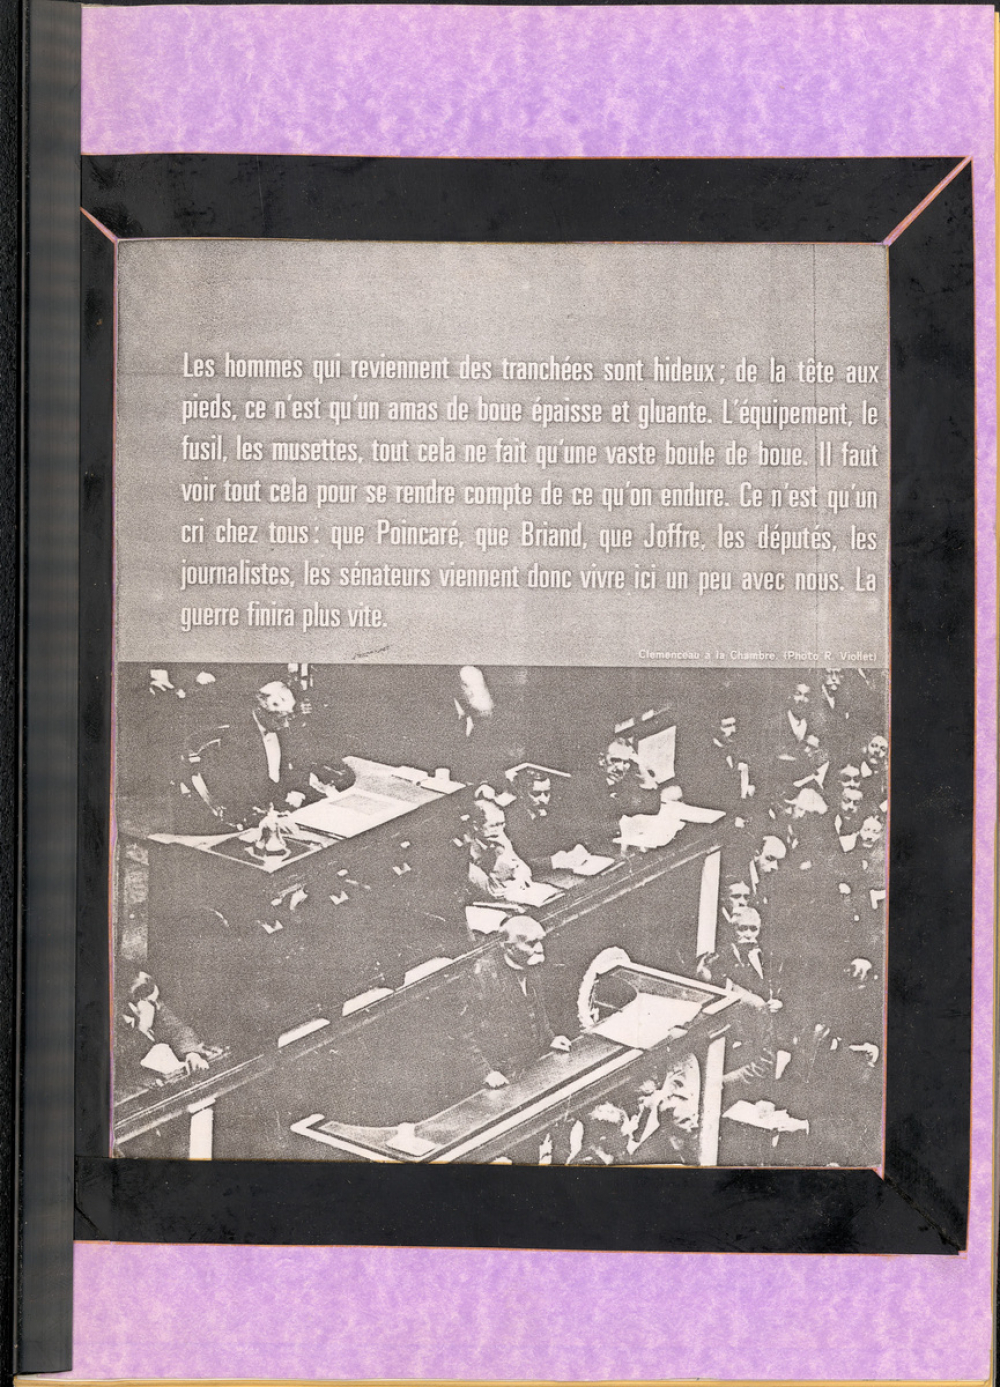 Les hommes qui reviennent des tranchées sont hideux ; de la tête aux
pieds, ce n'est qu'un amas de boue épaisse et gluante. L'équipement, le
fusil, les musettes, tout cela ne fait qu'une vaste boule de boue. Il faut
voir tout cela pour se rendre compte de ce qu'on endure. Ce n'est qu'un
cri chez tous : que Poincaré, que Briand, que Joffre, les députés, les
journalistes, les sénateurs viennent donc vivre ici un peu avec nous. La
guerre finira plus vite.
Clemenceau à la Chambre. (Photo R. Viollet)